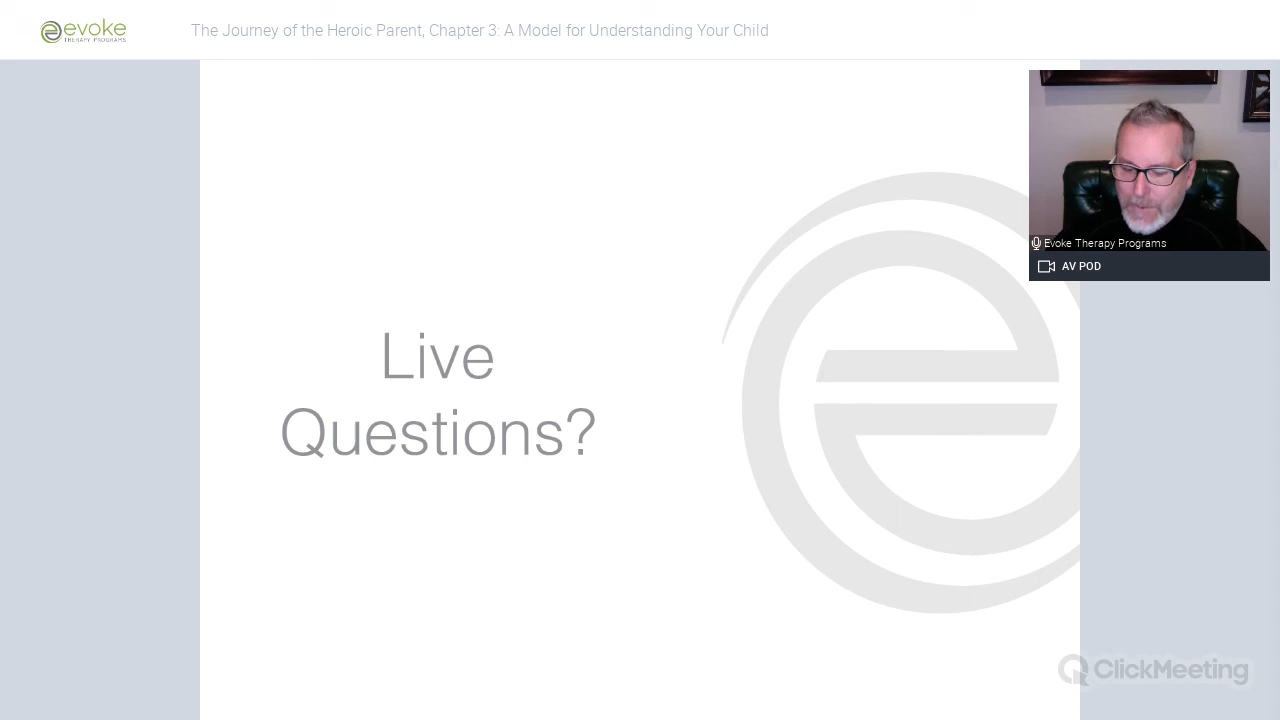 evoke
THERAPY PROGRAMS
The Journey of the Heroic Parent, Chapter 3: A Model for Understanding Your Child
Evoke Therapy Programs
AV POD
Live
Questions?
ClickMeeting